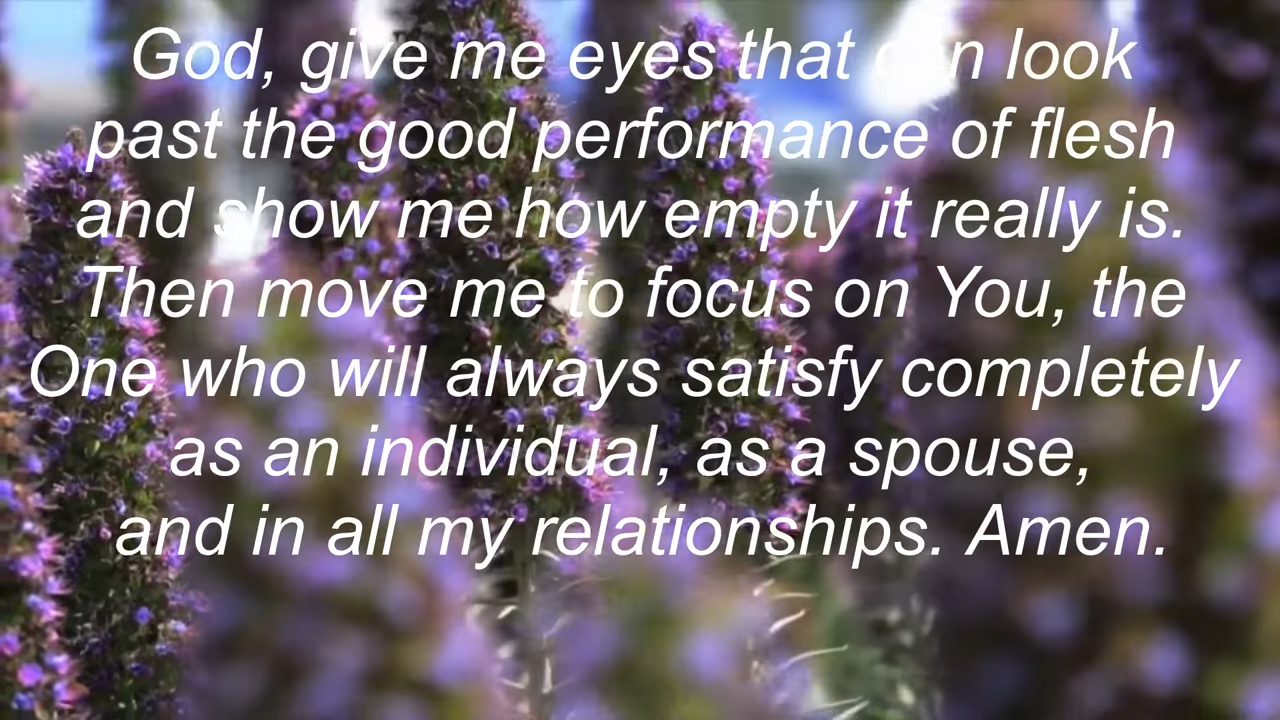 God, give me eyes that can look
past the good performance of flesh
and show me how empty it really is.
Then move me to focus on You, the
One who will always satisfy completely
as an individual, as a spouse,
and in all my relationships. Amen.